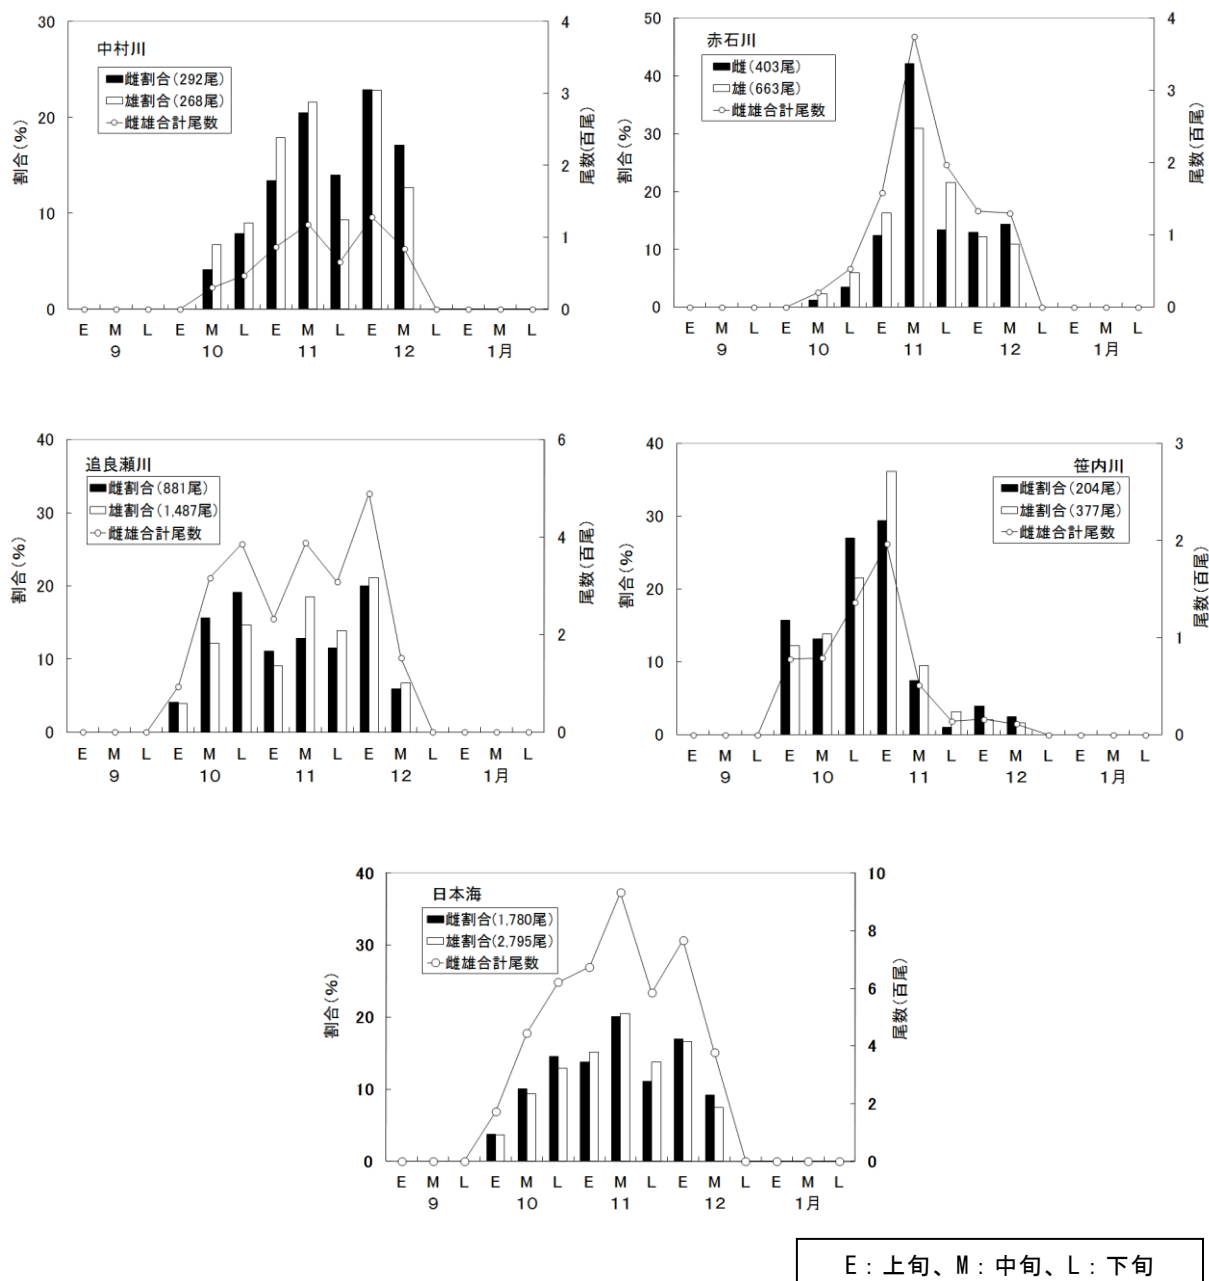 中村川
雌割合(292尾)
雄割合(268尾)
雌雄合計尾数
割合(%)
尾数(百尾)
30
20
10
0
4
3
2
1
0
E M L E M L E M L E M L E M L
9 10 11 12 1月
赤石川
雌(403尾)
雄(663尾)
雌雄合計尾数
割合(%)
尾数(百尾)
50
40
30
20
10
0
4
3
2
1
0
E M L E M L E M L E M L E M L
9 10 11 12 1月
追良瀬川
雌割合(881尾)
雄割合(1,487尾)
雌雄合計尾数
割合(%)
尾数(百尾)
40
30
20
10
0
6
4
2
0
E M L E M L E M L E M L E M L
9 10 11 12 1月
笹内川
雌割合(204尾)
雄割合(377尾)
雌雄合計尾数
割合(%)
尾数(百尾)
40
30
20
10
0
3
2
1
0
E M L E M L E M L E M L E M L
9 10 11 12 1月
日本海
雌割合(1,780尾)
雄割合(2,795尾)
雌雄合計尾数
割合(%)
尾数(百尾)
40
30
20
10
0
10
8
6
4
2
0
E M L E M L E M L E M L E M L
9 10 11 12 1月
E：上旬、M：中旬、L：下旬